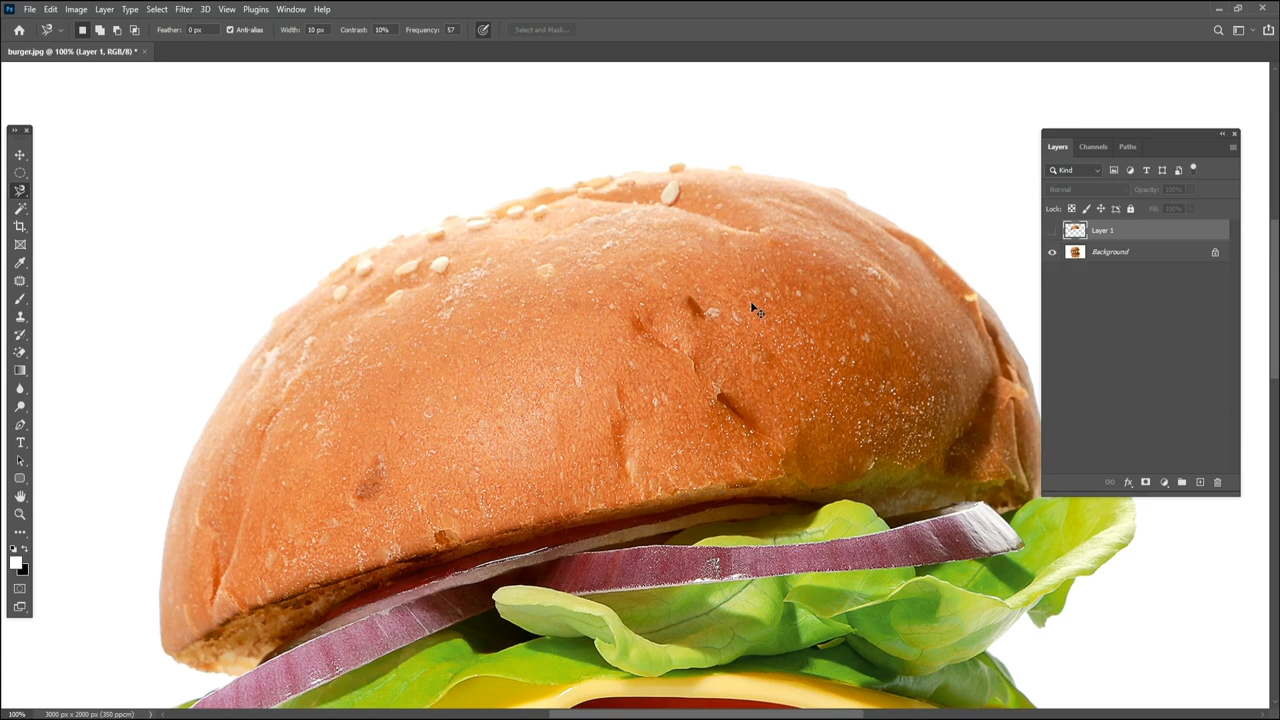 Ps File Edit Image Layer Type Select Filter 3D View Plugins Window Help
Feather: 0 px Anti-alias Width: 10 px Contrast: 10% Frequency: 57 Select and Mask...
burger.jpg @ 100% (Layer 1, RGB/8) * ×
Layers Channels Paths
Kind
Normal Opacity: 100%
Lock: Fill: 100%
Layer 1
Background
fx
100% 3000 px x 2000 px (350 ppcm)